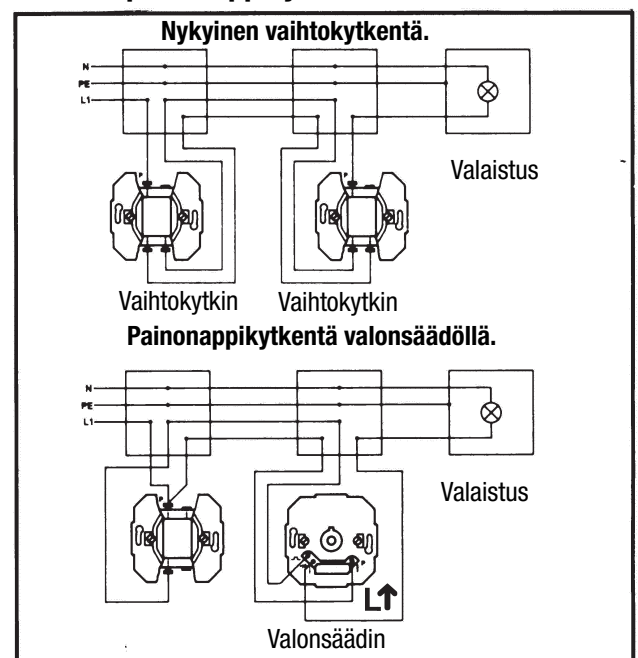 Nykyinen vaihtokytkentä.
N
PE
L1
P
P
Valaistus
Vaihtokytkin
Vaihtokytkin
Painonappikytkentä valonsäädöllä.
N
PE
L1
P
P
L↑
Valaistus
Valonsäädin